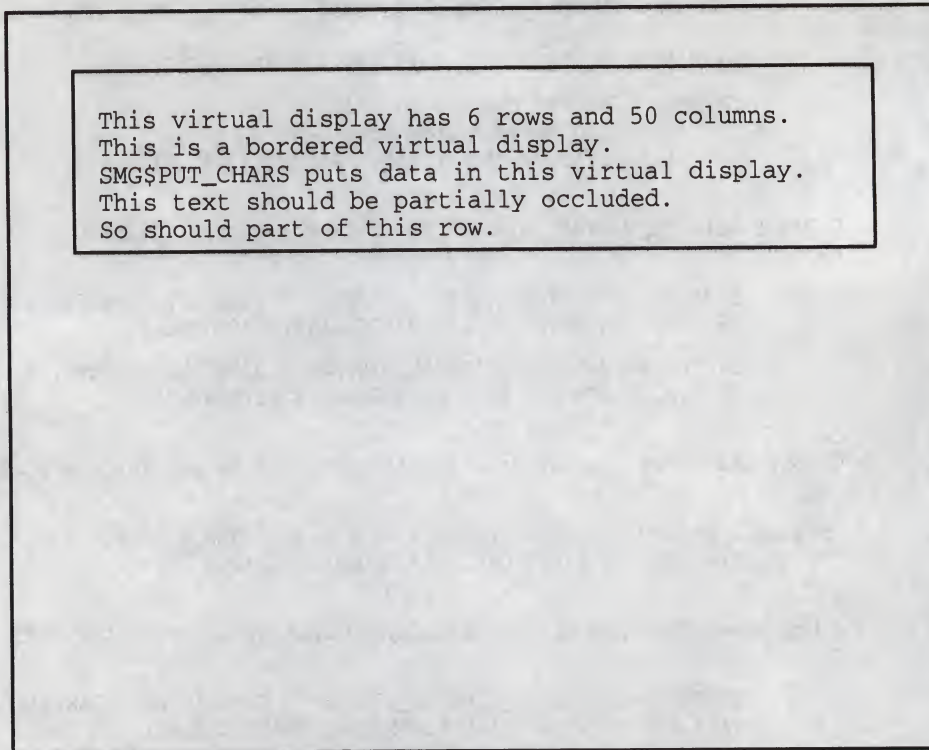 This virtual display has 6 rows and 50 columns.
This is a bordered virtual display.
SMG$PUT_CHARS puts data in this virtual display.
This text should be partially occluded.
So should part of this row.